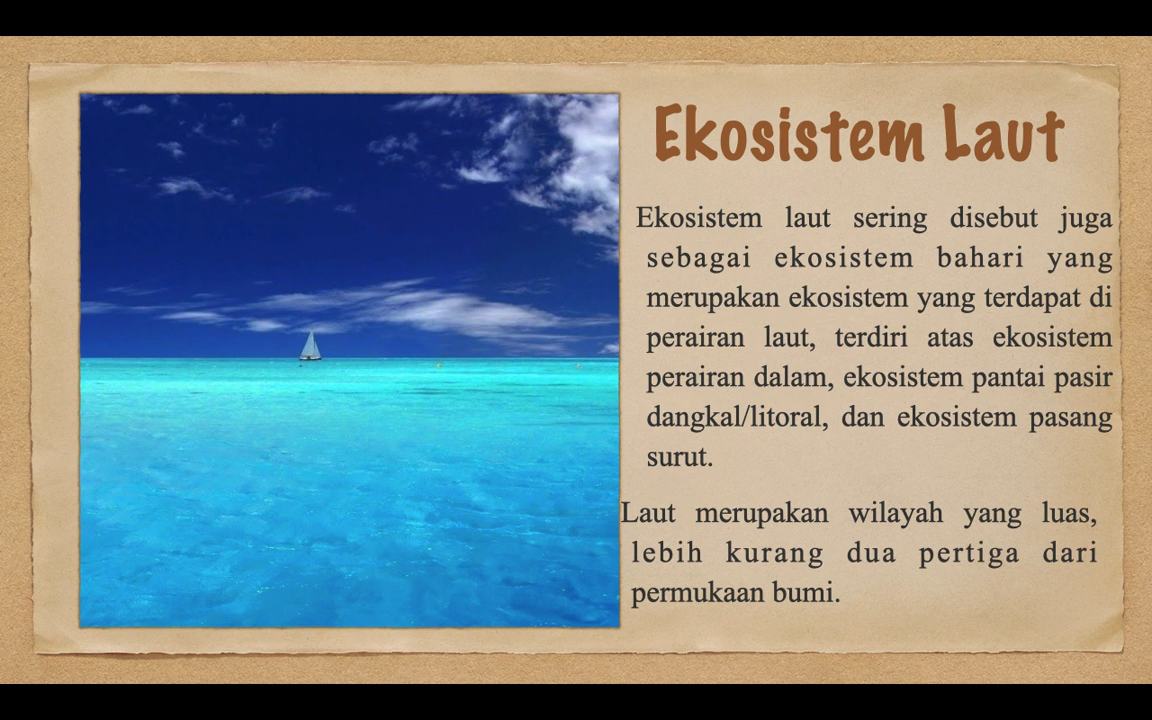 Ekosistem Laut
Ekosistem laut sering disebut juga
sebagai ekosistem bahari yang
merupakan ekosistem yang terdapat di
perairan laut, terdiri atas ekosistem
perairan dalam, ekosistem pantai pasir
dangkal/litoral, dan ekosistem pasang
surut.
Laut merupakan wilayah yang luas,
lebih kurang dua pertiga dari
permukaan bumi.